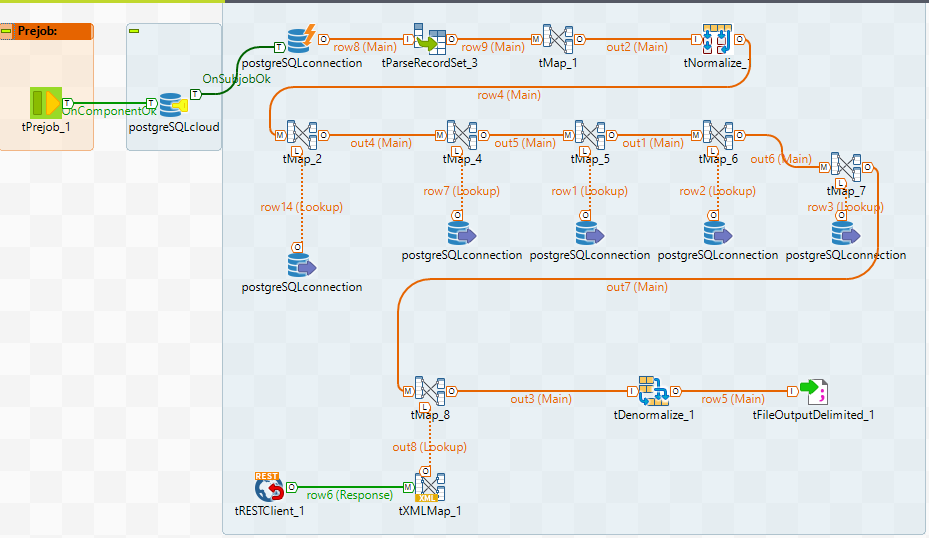 Prejob:
T
OnComponentOk
T
tPrejob_1
T
postgreSQLcloud
OnSubjobOk
T
O
postgreSQLconnection
row8 (Main)
I
O
tParseRecordSet_3
row9 (Main)
M
O
tMap_1
out2 (Main)
I
O
tNormalize_
row4 (Main)
M
O
L
tMap_2
out4 (Main)
M
O
L
tMap_4
out5 (Main)
M
O
L
tMap_5
out1 (Main)
M
O
L
tMap_6
out6 (Main)
M
O
L
tMap_7
row14 (Lookup)
row7 (Lookup)
row1 (Lookup)
row2 (Lookup)
row3 (Lookup)
O
postgreSQLconnection
O
postgreSQLconnection
O
postgreSQLconnection
O
postgreSQLconnection
O
postgreSQLconnection
out7 (Main)
M
O
L
tMap_8
out3 (Main)
I
O
tDenormalize_1
row5 (Main)
I
tFileOutputDelimited_1
out8 (Lookup)
REST
O
tRESTClient_1
row6 (Response)
M
O
XML
tXMLMap_1